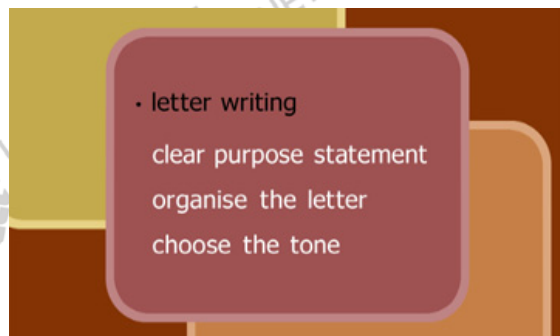 • letter writing
clear purpose statement
organise the letter
choose the tone